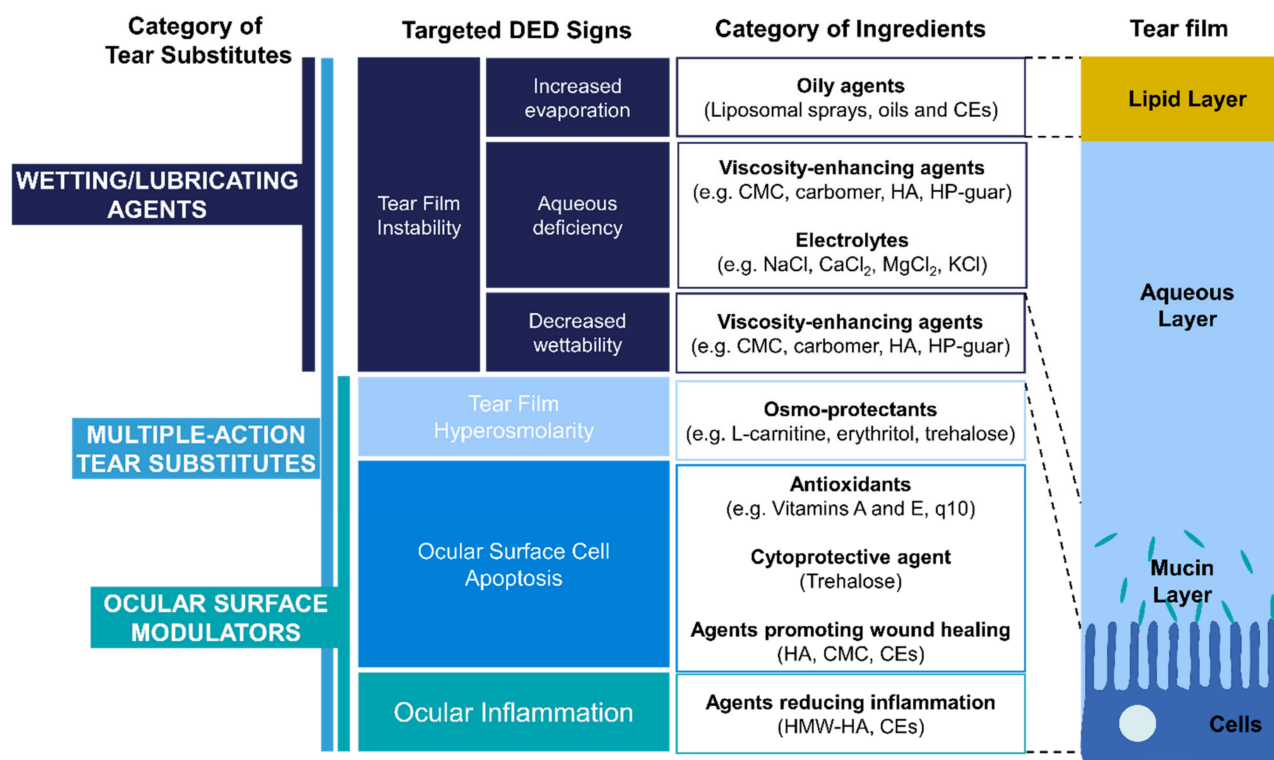 Category of
Tear Substitutes
Targeted DED Signs
Category of Ingredients
Tear film
WETTING/LUBRICATING
AGENTS
MULTIPLE-ACTION
TEAR SUBSTITUTES
OCULAR SURFACE
MODULATORS
Tear Film
Instability
Increased
evaporation
Aqueous
deficiency
Decreased
wettability
Tear Film
Hyperosmolarity
Ocular Surface Cell
Apoptosis
Ocular Inflammation
Oily agents
(Liposomal sprays, oils and CEs)
Viscosity-enhancing agents
(e.g. CMC, carbomer, HA, HP-guar)
Electrolytes
(e.g. NaCl, CaCl₂, MgCl₂, KCl)
Viscosity-enhancing agents
(e.g. CMC, carbomer, HA, HP-guar)
Osmo-protectants
(e.g. L-carnitine, erythritol, trehalose)
Antioxidants
(e.g. Vitamins A and E, q10)
Cytoprotective agent
(Trehalose)
Agents promoting wound healing
(HA, CMC, CEs)
Agents reducing inflammation
(HMW-HA, CEs)
Lipid Layer
Aqueous
Layer
Mucin
Layer
Cells